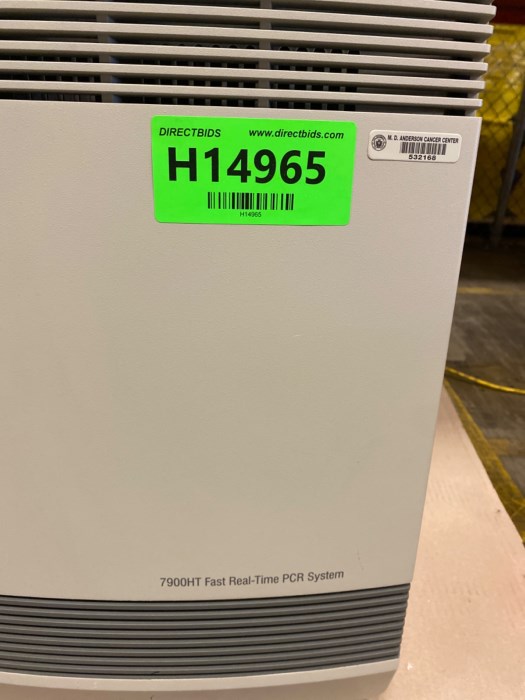 DIRECTBIDS www.directbids.com
H14965
H14965
M. D. ANDERSON CANCER CENTER
532168
7900HT Fast Real-Time PCR System